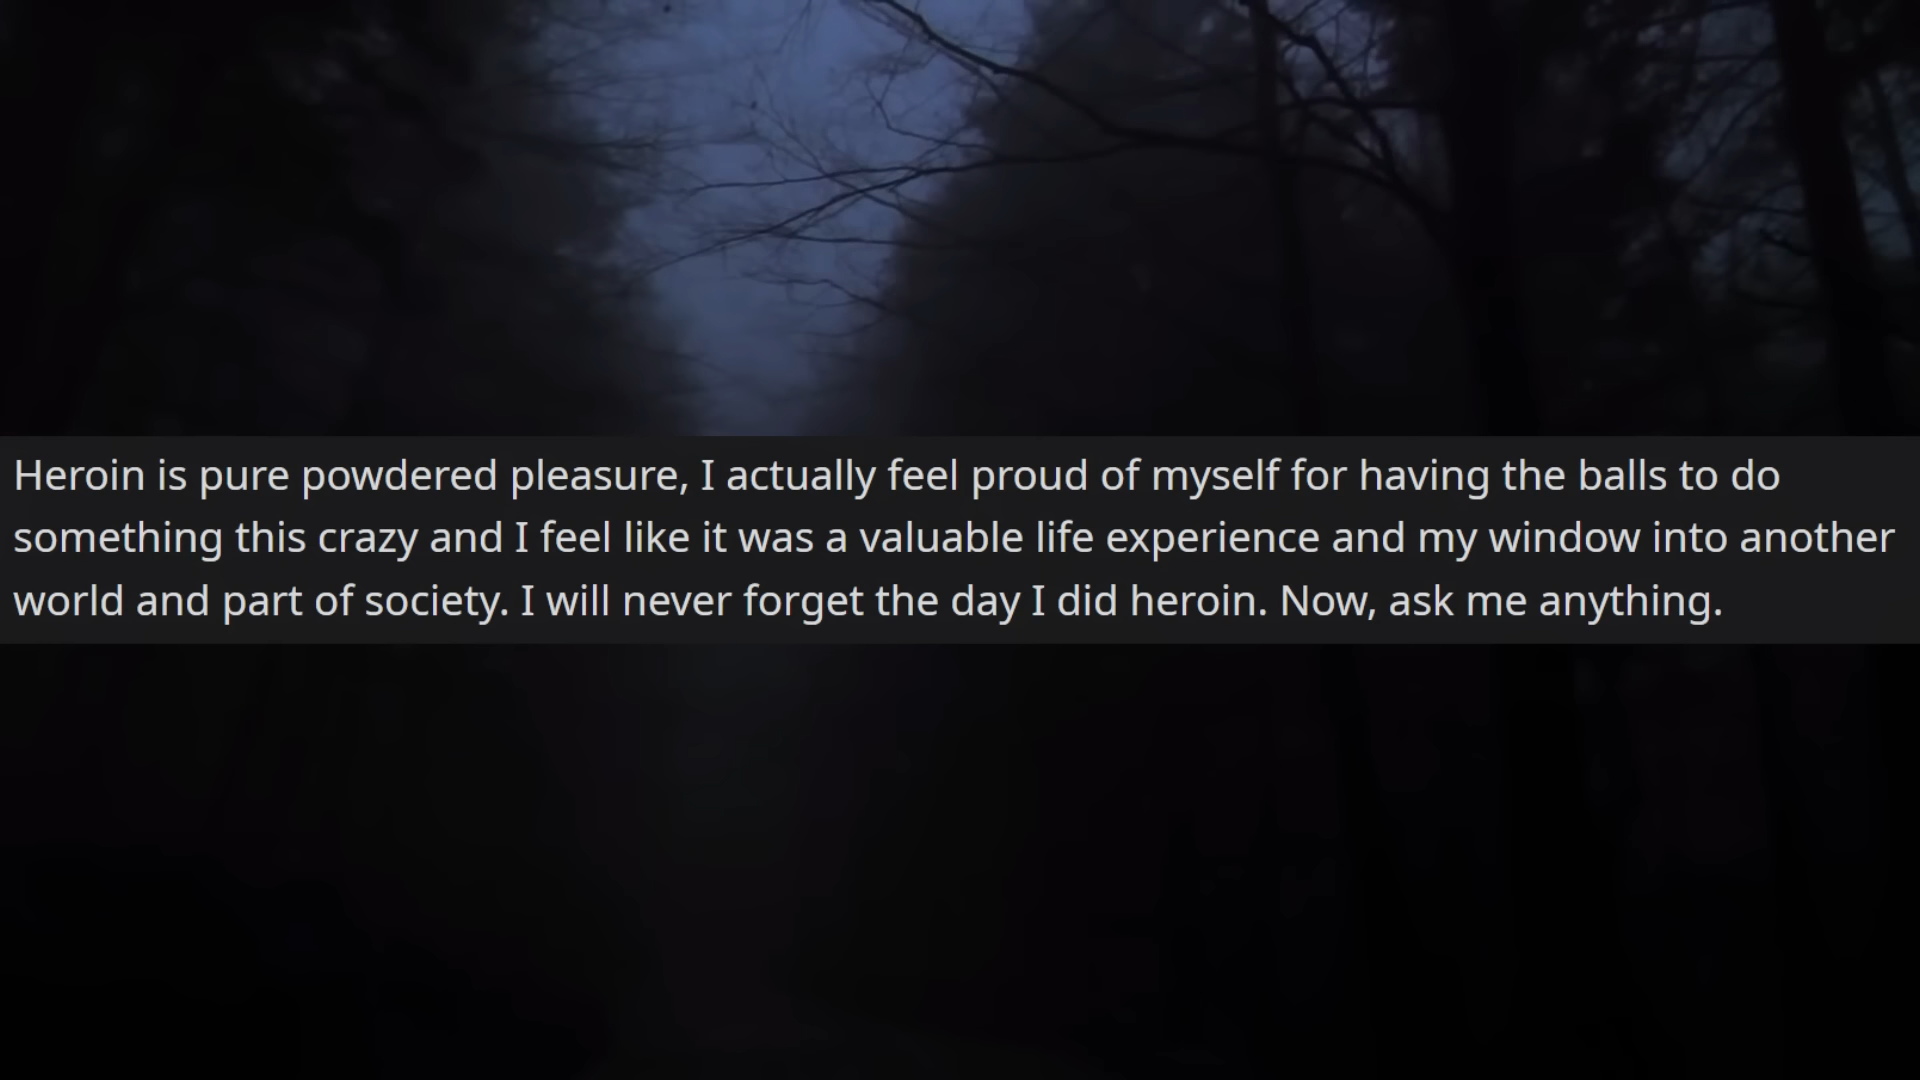 Heroin is pure powdered pleasure, I actually feel proud of myself for having the balls to do
something this crazy and I feel like it was a valuable life experience and my window into another
world and part of society. I will never forget the day I did heroin. Now, ask me anything.